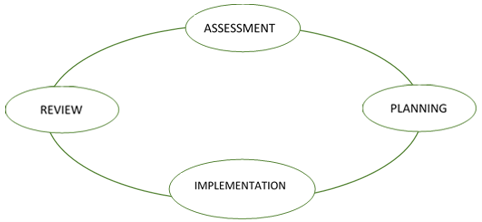 ASSESSMENT
REVIEW
PLANNING
IMPLEMENTATION